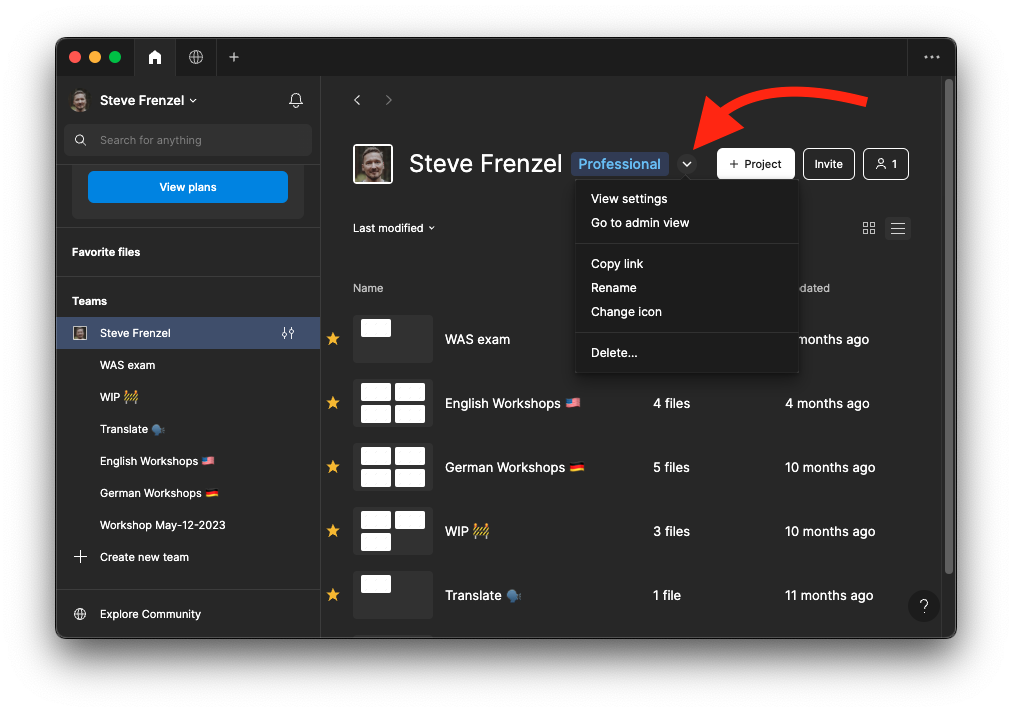 Steve Frenzel
Search for anything
View plans
Favorite files
Teams
Steve Frenzel
WAS exam
WIP 🚧
Translate 🗣️
English Workshops 🇺🇸
German Workshops 🇩🇪
Workshop May-12-2023
Create new team
Explore Community
Steve Frenzel Professional
+ Project
Invite
1
View settings
Go to admin view
Copy link
Rename
Change icon
Delete...
Last modified
Name
WAS exam months ago
English Workshops 🇺🇸 4 files 4 months ago
German Workshops 🇩🇪 5 files 10 months ago
WIP 🚧 3 files 10 months ago
Translate 🗣️ 1 file 11 months ago
?